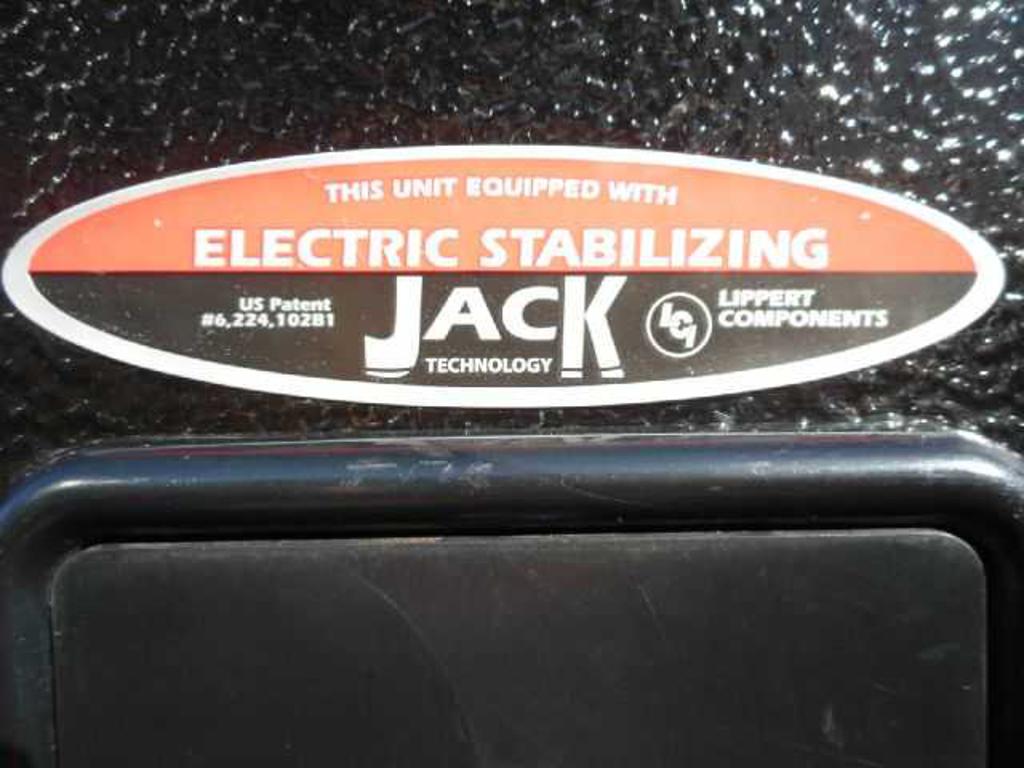 THIS UNIT EQUIPPED WITH
ELECTRIC STABILIZING
JACK
TECHNOLOGY
US Patent
#6,224,102B1
LCI
LIPPERT
COMPONENTS